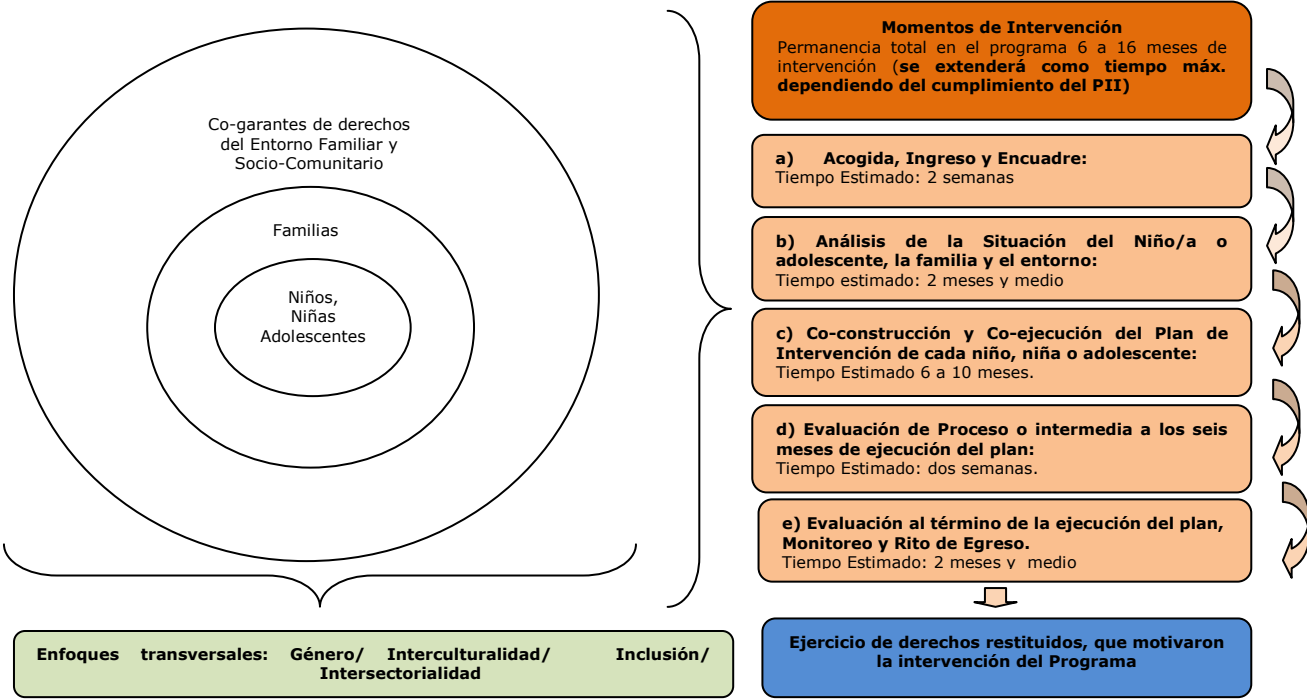 Co-garantes de derechos
del Entorno Familiar y
Socio-Comunitario
Familias
Niños,
Niñas
Adolescentes
Enfoques transversales: Género/ Interculturalidad/ Inclusión/
Intersectorialidad
Momentos de Intervención
Permanencia total en el programa 6 a 16 meses de
intervención (se extenderá como tiempo máx.
dependiendo del cumplimiento del PII)
a) Acogida, Ingreso y Encuadre:
Tiempo Estimado: 2 semanas
b) Análisis de la Situación del Niño/a o
adolescente, la familia y el entorno:
Tiempo estimado: 2 meses y medio
c) Co-construcción y Co-ejecución del Plan de
Intervención de cada niño, niña o adolescente:
Tiempo Estimado 6 a 10 meses.
d) Evaluación de Proceso o intermedia a los seis
meses de ejecución del plan:
Tiempo Estimado: dos semanas.
e) Evaluación al término de la ejecución del plan,
Monitoreo y Rito de Egreso.
Tiempo Estimado: 2 meses y medio
Ejercicio de derechos restituidos, que motivaron
la intervención del Programa